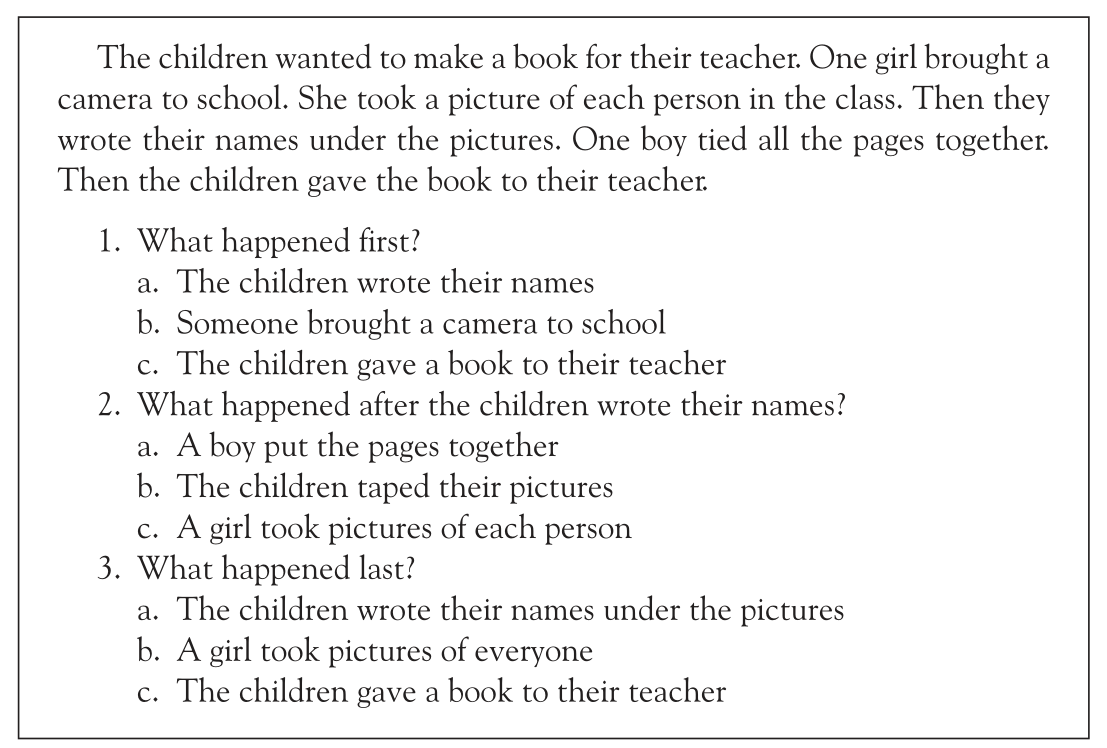 The children wanted to make a book for their teacher. One girl brought a
camera to school. She took a picture of each person in the class. Then they
wrote their names under the pictures. One boy tied all the pages together.
Then the children gave the book to their teacher.
1. What happened first?
a. The children wrote their names
b. Someone brought a camera to school
c. The children gave a book to their teacher
2. What happened after the children wrote their names?
a. A boy put the pages together
b. The children taped their pictures
c. A girl took pictures of each person
3. What happened last?
a. The children wrote their names under the pictures
b. A girl took pictures of everyone
c. The children gave a book to their teacher